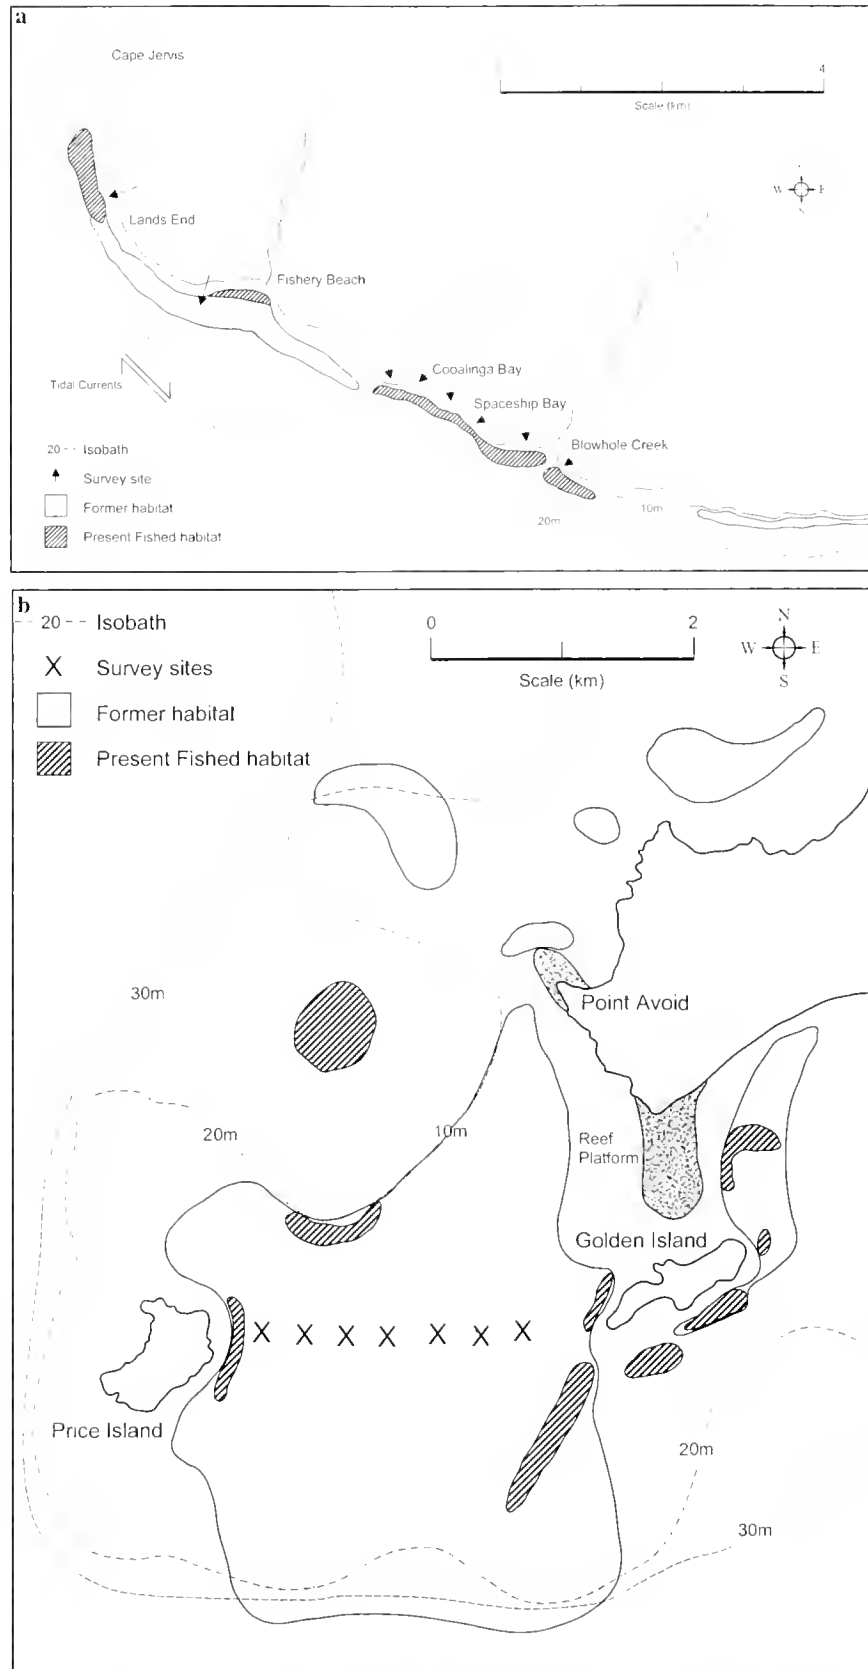 a
Cape Jervis
4
Scale (km)
W E
Lands End
Fishery Beach
Tidal Currents
Cooalinga Bay
Spaceship Bay
Blowhole Creek
20 -- Isobath
Survey site
Former habitat
Present Fished habitat
20m
10m
b
-- 20 -- Isobath
X Survey sites
Former habitat
Present Fished habitat
0 2
Scale (km)
N
W E
S
30m
Point Avoid
20m
10m
Reef
Platform
Golden Island
X X X X X X X
Price Island
20m
30m